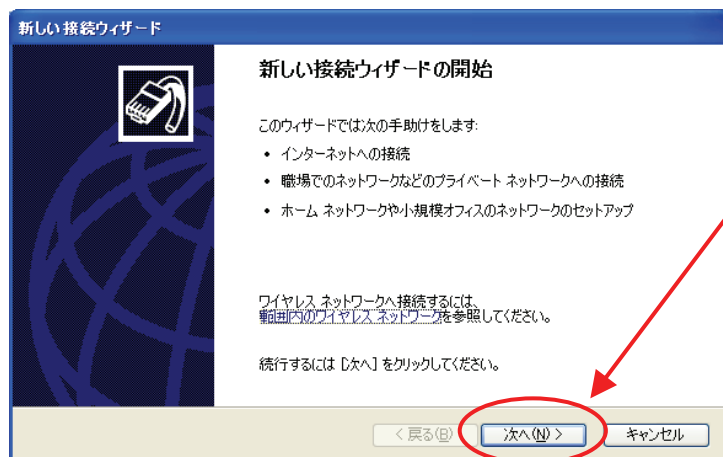 新しい接続ウィザード
新しい接続ウィザードの開始
このウィザードでは次の手助けをします:
• インターネットへの接続
• 職場でのネットワークなどのプライベート ネットワークへの接続
• ホーム ネットワークや小規模オフィスのネットワークのセットアップ
ワイヤレス ネットワークへ接続するには、
範囲内のワイヤレス ネットワークを参照してください。
続行するには [次へ] をクリックしてください。
< 戻る(B) 次へ(N) > キャンセル